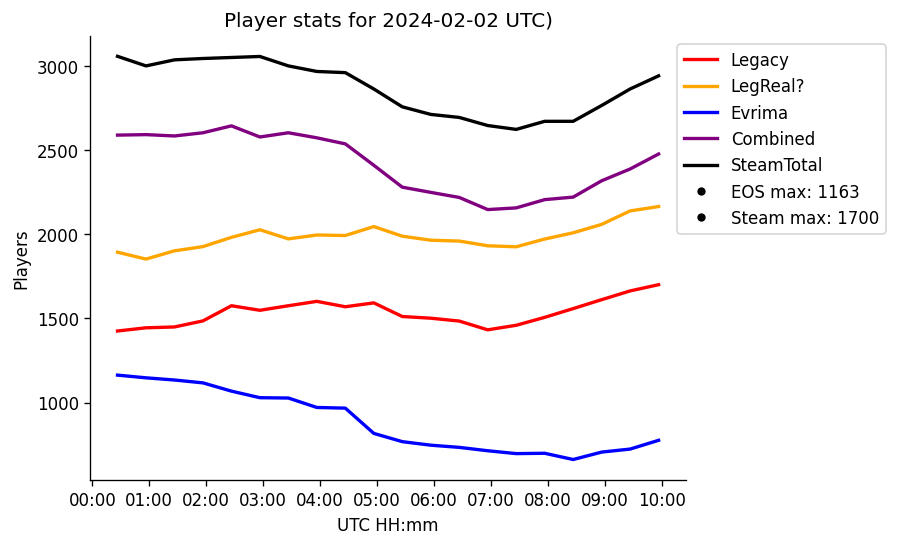 Player stats for 2024-02-02 UTC)
Players
3000
2500
2000
1500
1000
00:00 01:00 02:00 03:00 04:00 05:00 06:00 07:00 08:00 09:00 10:00
UTC HH:mm
Legacy
LegReal?
Evrima
Combined
SteamTotal
EOS max: 1163
Steam max: 1700